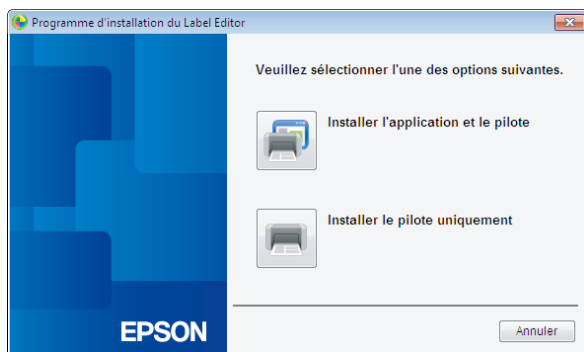 Programme d'installation du Label Editor
Veuillez sélectionner l'une des options suivantes.
Installer l'application et le pilote
Installer le pilote uniquement
EPSON
Annuler